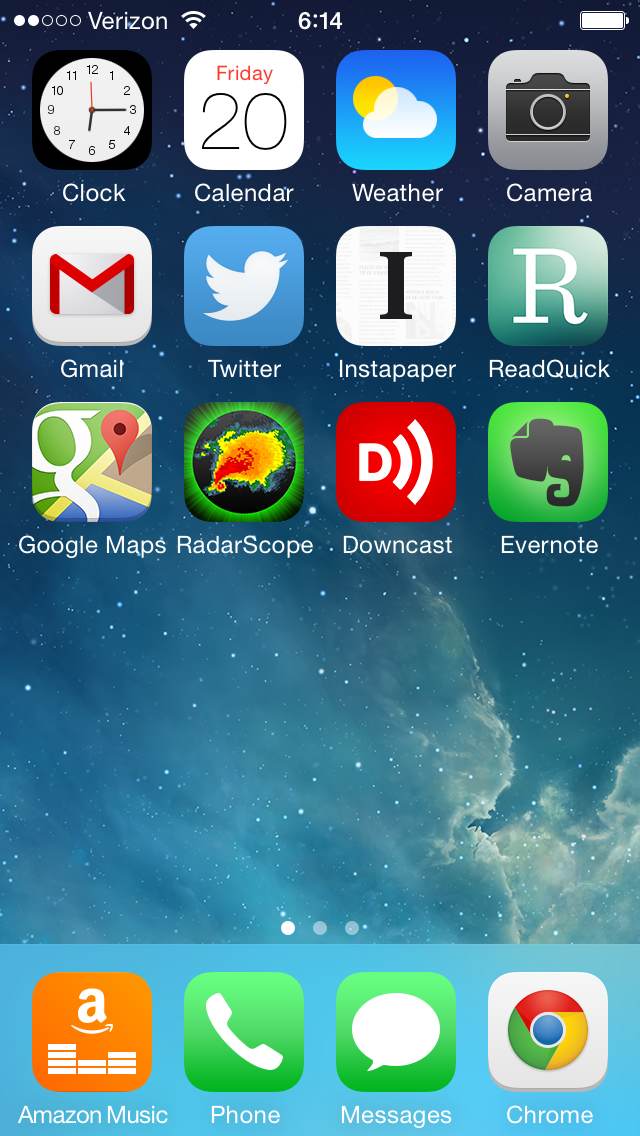 Verizon 6:14
12
11 1
10 2
9 3
8 4
7 5
6
Friday
20
Clock Calendar Weather Camera
I R
Gmail Twitter Instapaper ReadQuick
g D
Google Maps RadarScope Downcast Evernote
a
Amazon Music Phone Messages Chrome